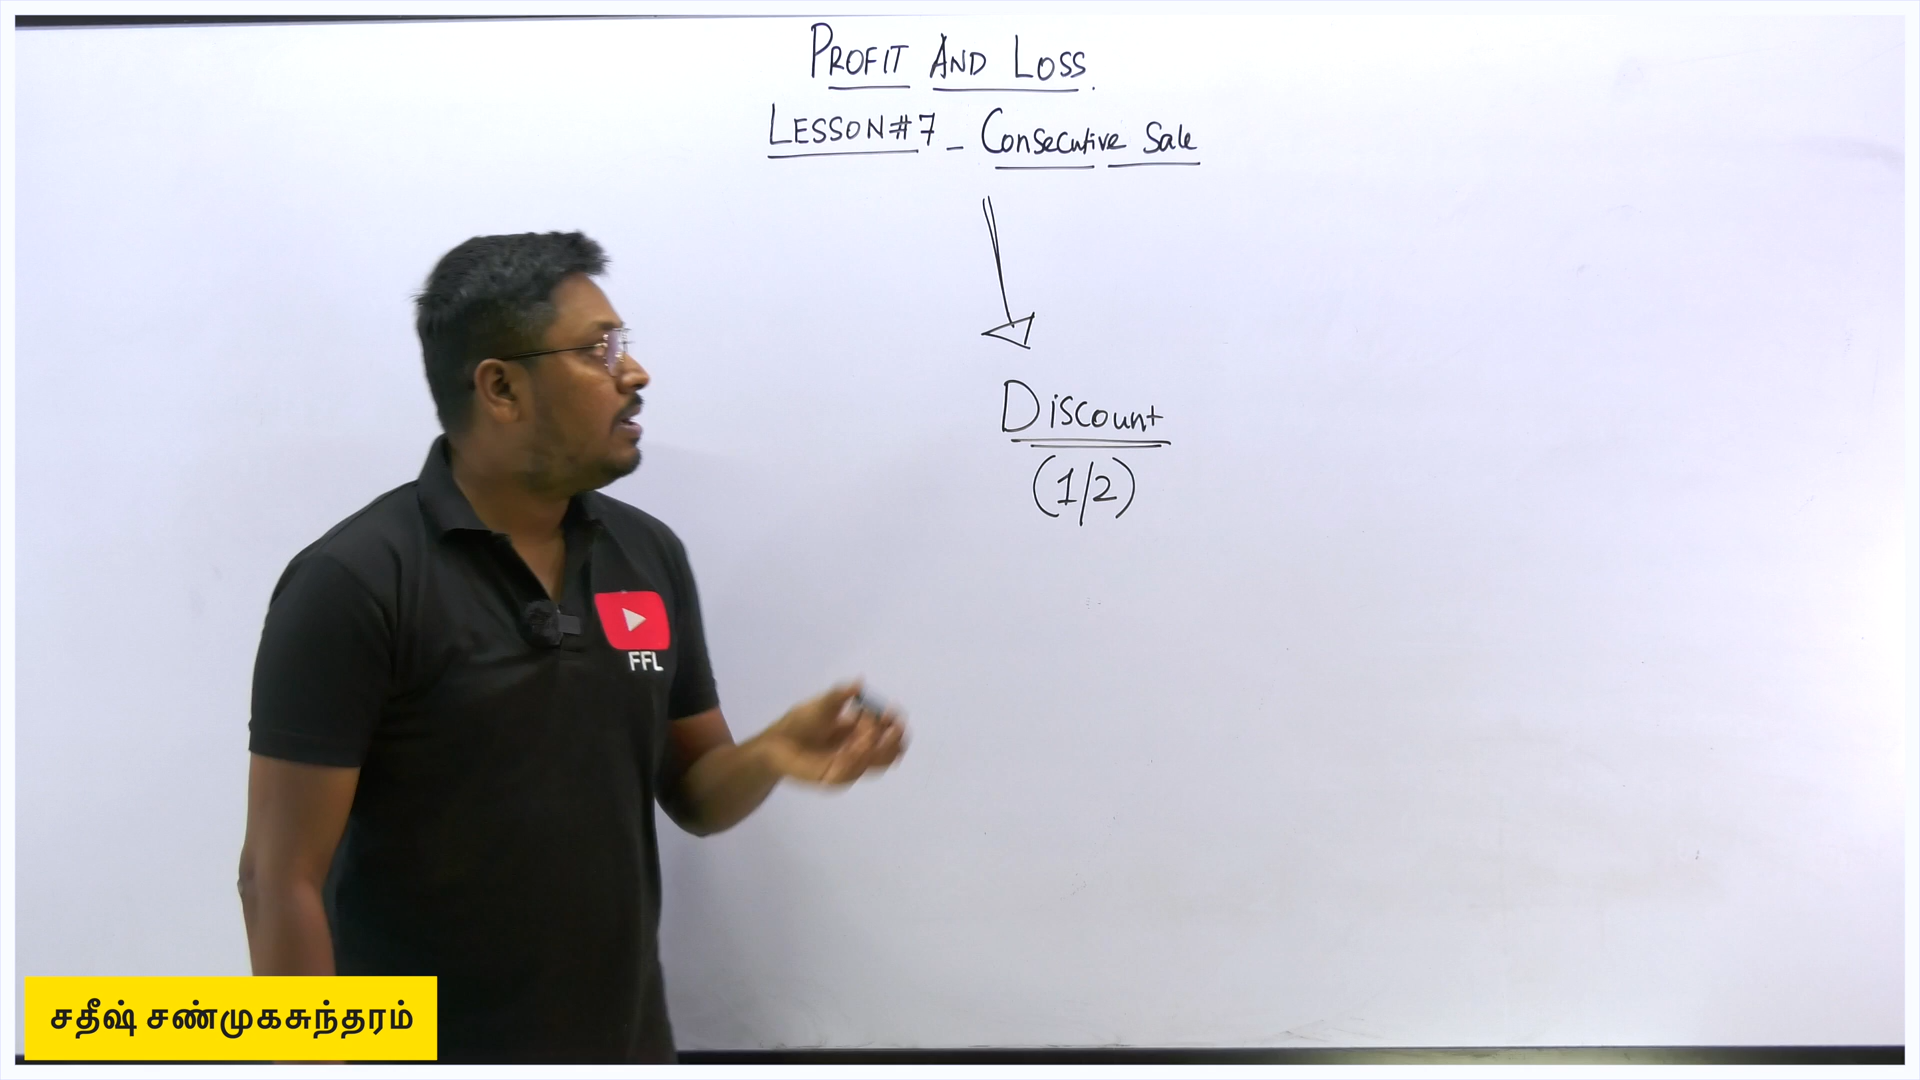 PROFIT AND LOSS.
LESSON#7 - Consecutive Sale
Discount
(1/2)
FFL
சதீஷ் சண்முகசுந்தரம்